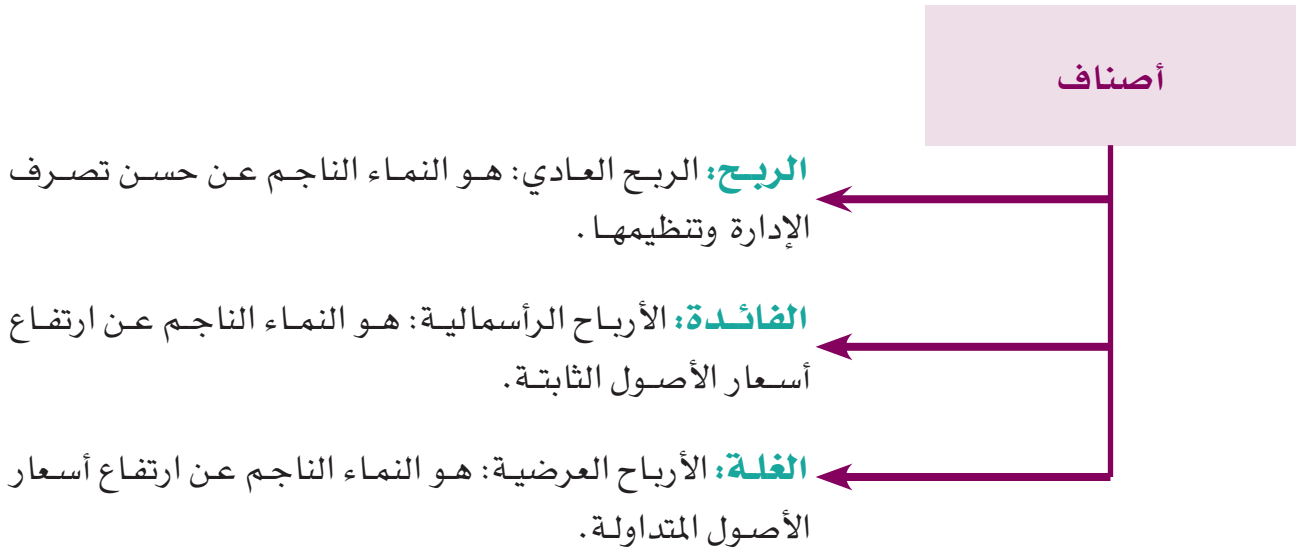 أصناف
الربح: الربح العادي: هو النماء الناجم عن حسن تصرف
الإدارة وتنظيمها.
الفائدة: الأرباح الرأسمالية: هو النماء الناجم عن ارتفاع
أسعار الأصول الثابتة.
الغلة: الأرباح العرضية: هو النماء الناجم عن ارتفاع أسعار
الأصول المتداولة.